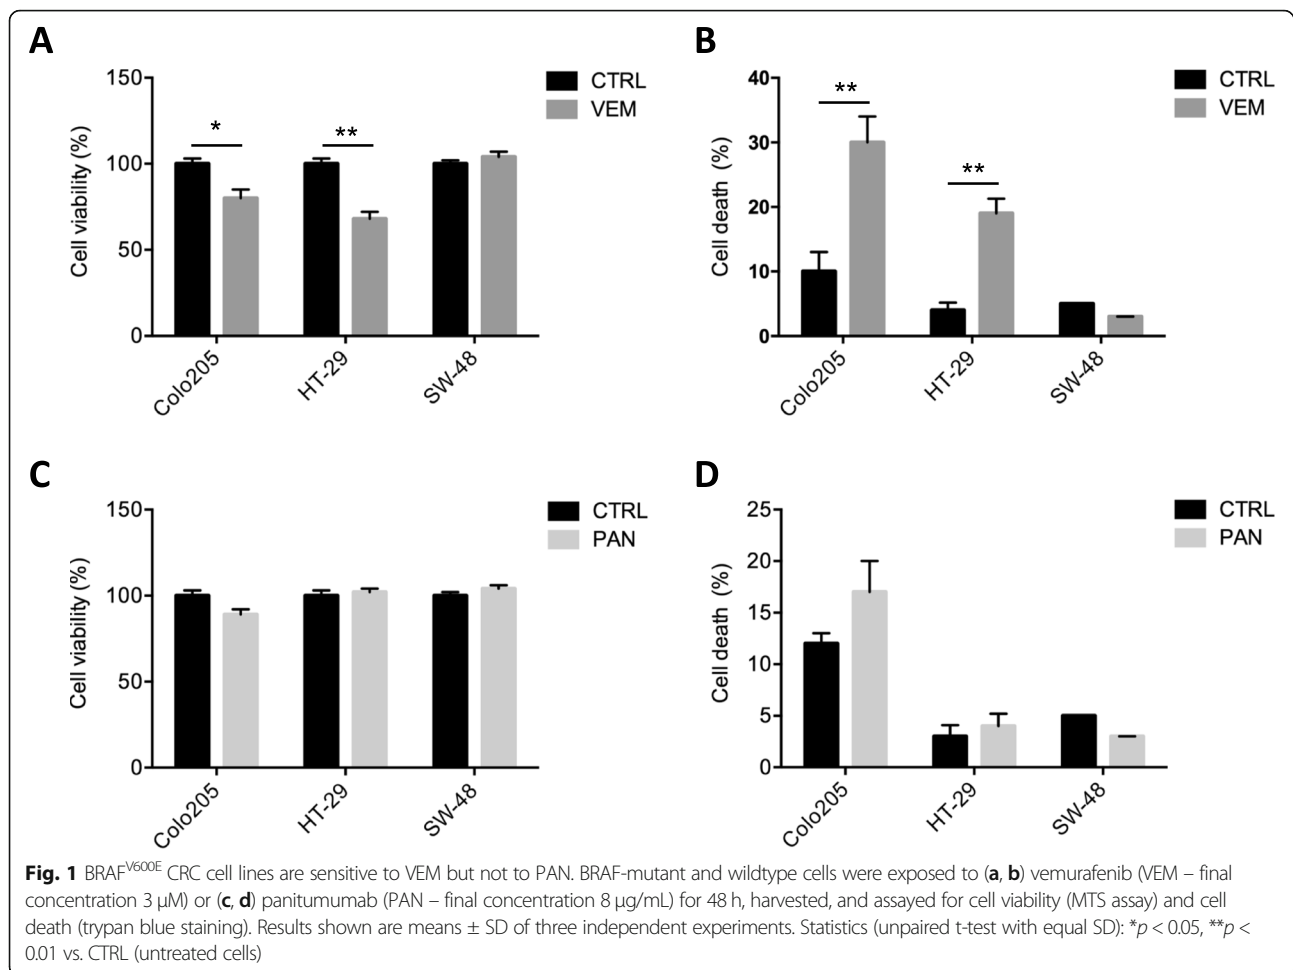 A
150
100
50
0
Cell viability (%)
*
**
CTRL
VEM
Colo205
HT-29
SW-48
B
40
30
20
10
0
Cell death (%)
**
**
CTRL
VEM
Colo205
HT-29
SW-48
C
150
100
50
0
Cell viability (%)
CTRL
PAN
Colo205
HT-29
SW-48
D
25
20
15
10
5
0
Cell death (%)
CTRL
PAN
Colo205
HT-29
SW-48
Fig. 1 BRAFV600E CRC cell lines are sensitive to VEM but not to PAN. BRAF-mutant and wildtype cells were exposed to (a, b) vemurafenib (VEM – final
concentration 3 μM) or (c, d) panitumumab (PAN – final concentration 8 μg/mL) for 48 h, harvested, and assayed for cell viability (MTS assay) and cell
death (trypan blue staining). Results shown are means ± SD of three independent experiments. Statistics (unpaired t-test with equal SD): *p < 0.05, **p <
0.01 vs. CTRL (untreated cells)